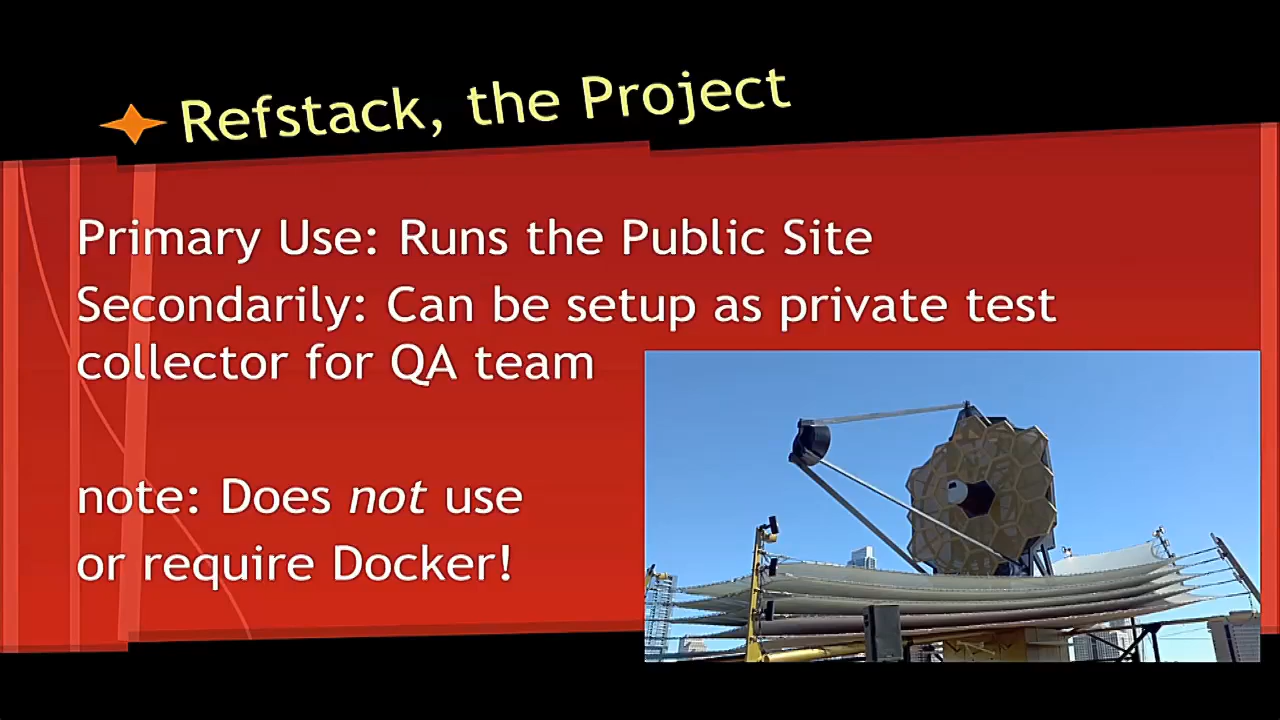 Refstack, the Project
Primary Use: Runs the Public Site
Secondarily: Can be setup as private test
collector for QA team
note: Does not use
or require Docker!